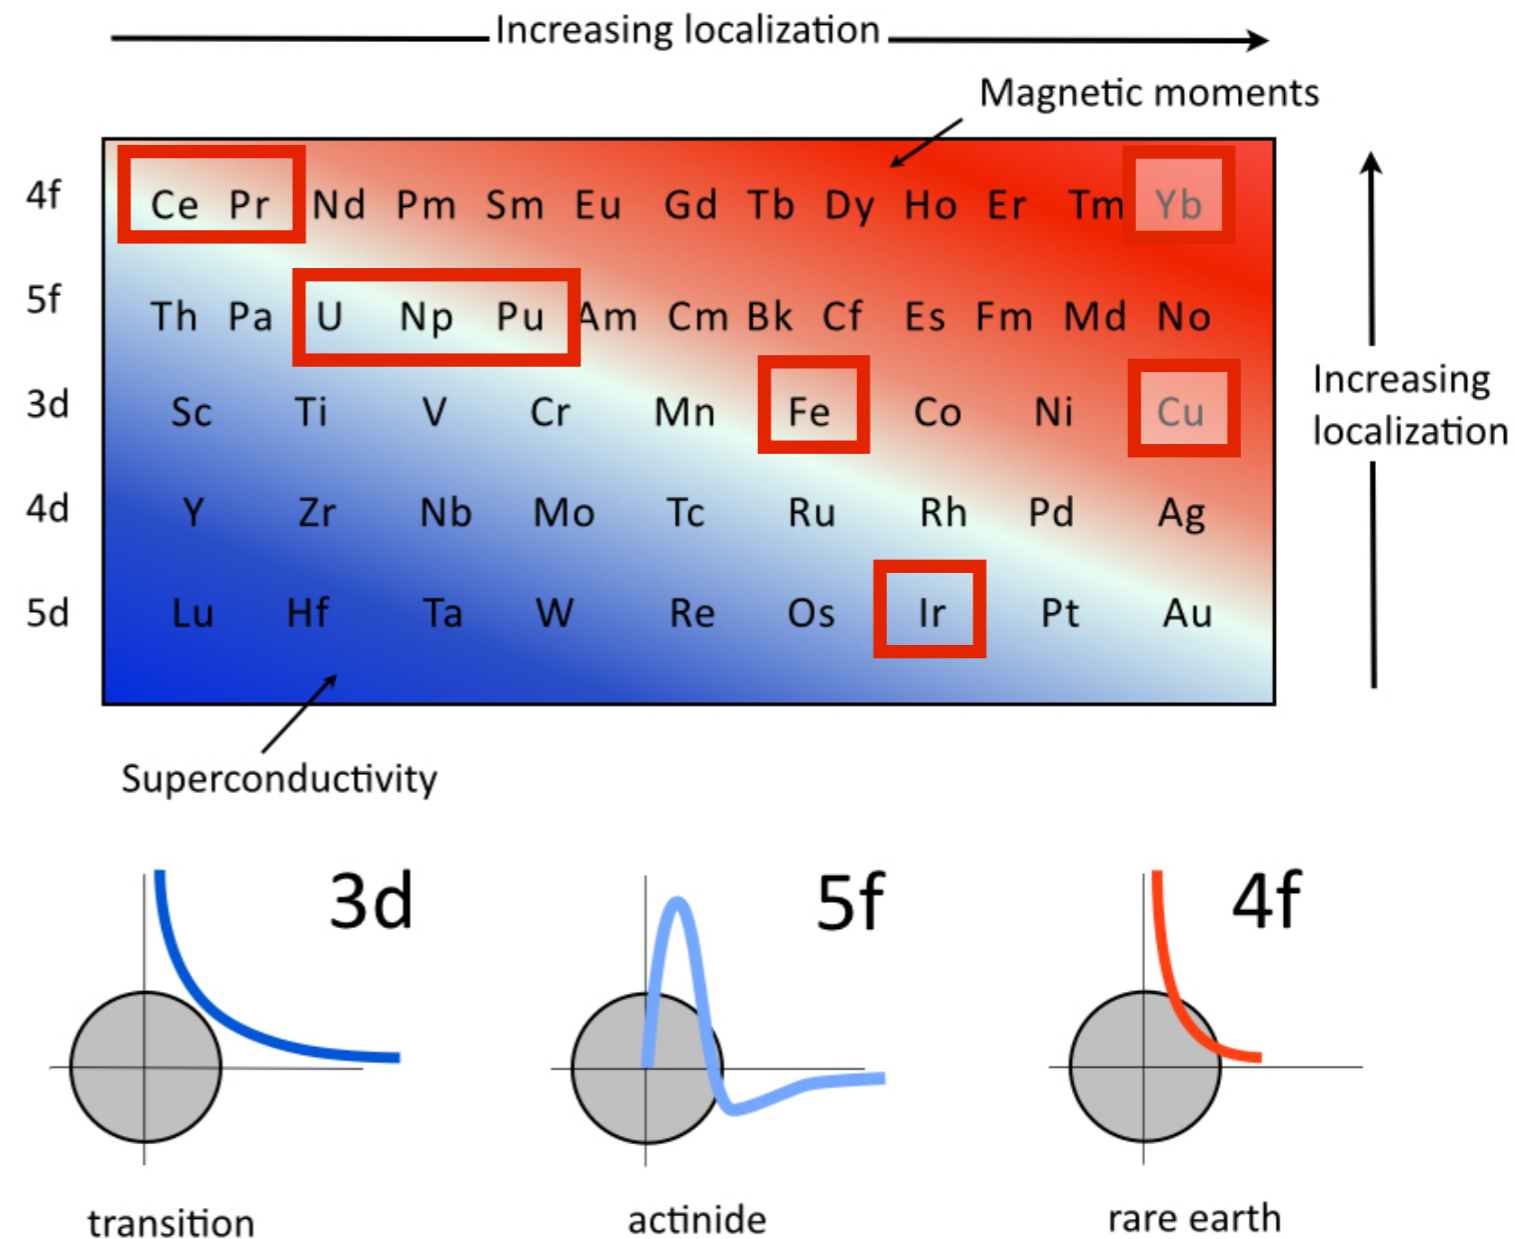 Increasing localization
Magnetic moments
4f Ce Pr Nd Pm Sm Eu Gd Tb Dy Ho Er Tm Yb
5f Th Pa U Np Pu Am Cm Bk Cf Es Fm Md No
3d Sc Ti V Cr Mn Fe Co Ni Cu
Increasing
localization
4d Y Zr Nb Mo Tc Ru Rh Pd Ag
5d Lu Hf Ta W Re Os Ir Pt Au
Superconductivity
3d 5f 4f
transition actinide rare earth